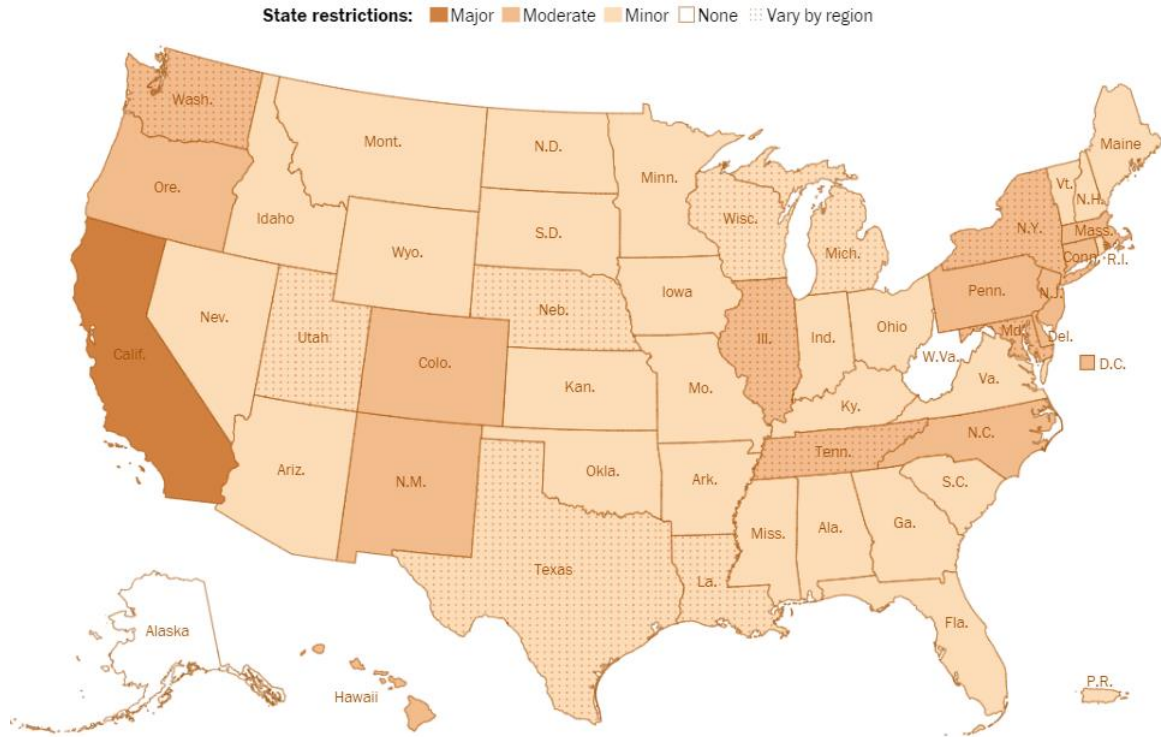 State restrictions: Major Moderate Minor None Vary by region
Wash.
Mont.
N.D.
Minn.
Maine
Ore.
Idaho
Vt.
N.H.
S.D.
Wisc.
N.Y.
Mass.
Wyo.
Mich.
Conn.
R.I.
Iowa
Penn.
N.J.
Nev.
Neb.
Utah
Ill.
Ind.
Ohio
Md.
Del.
Calif.
Colo.
W.Va.
D.C.
Kan.
Mo.
Va.
Ky.
N.C.
Tenn.
Ariz.
N.M.
Okla.
Ark.
S.C.
Miss.
Ala.
Ga.
Texas
La.
Fla.
Alaska
Hawaii
P.R.